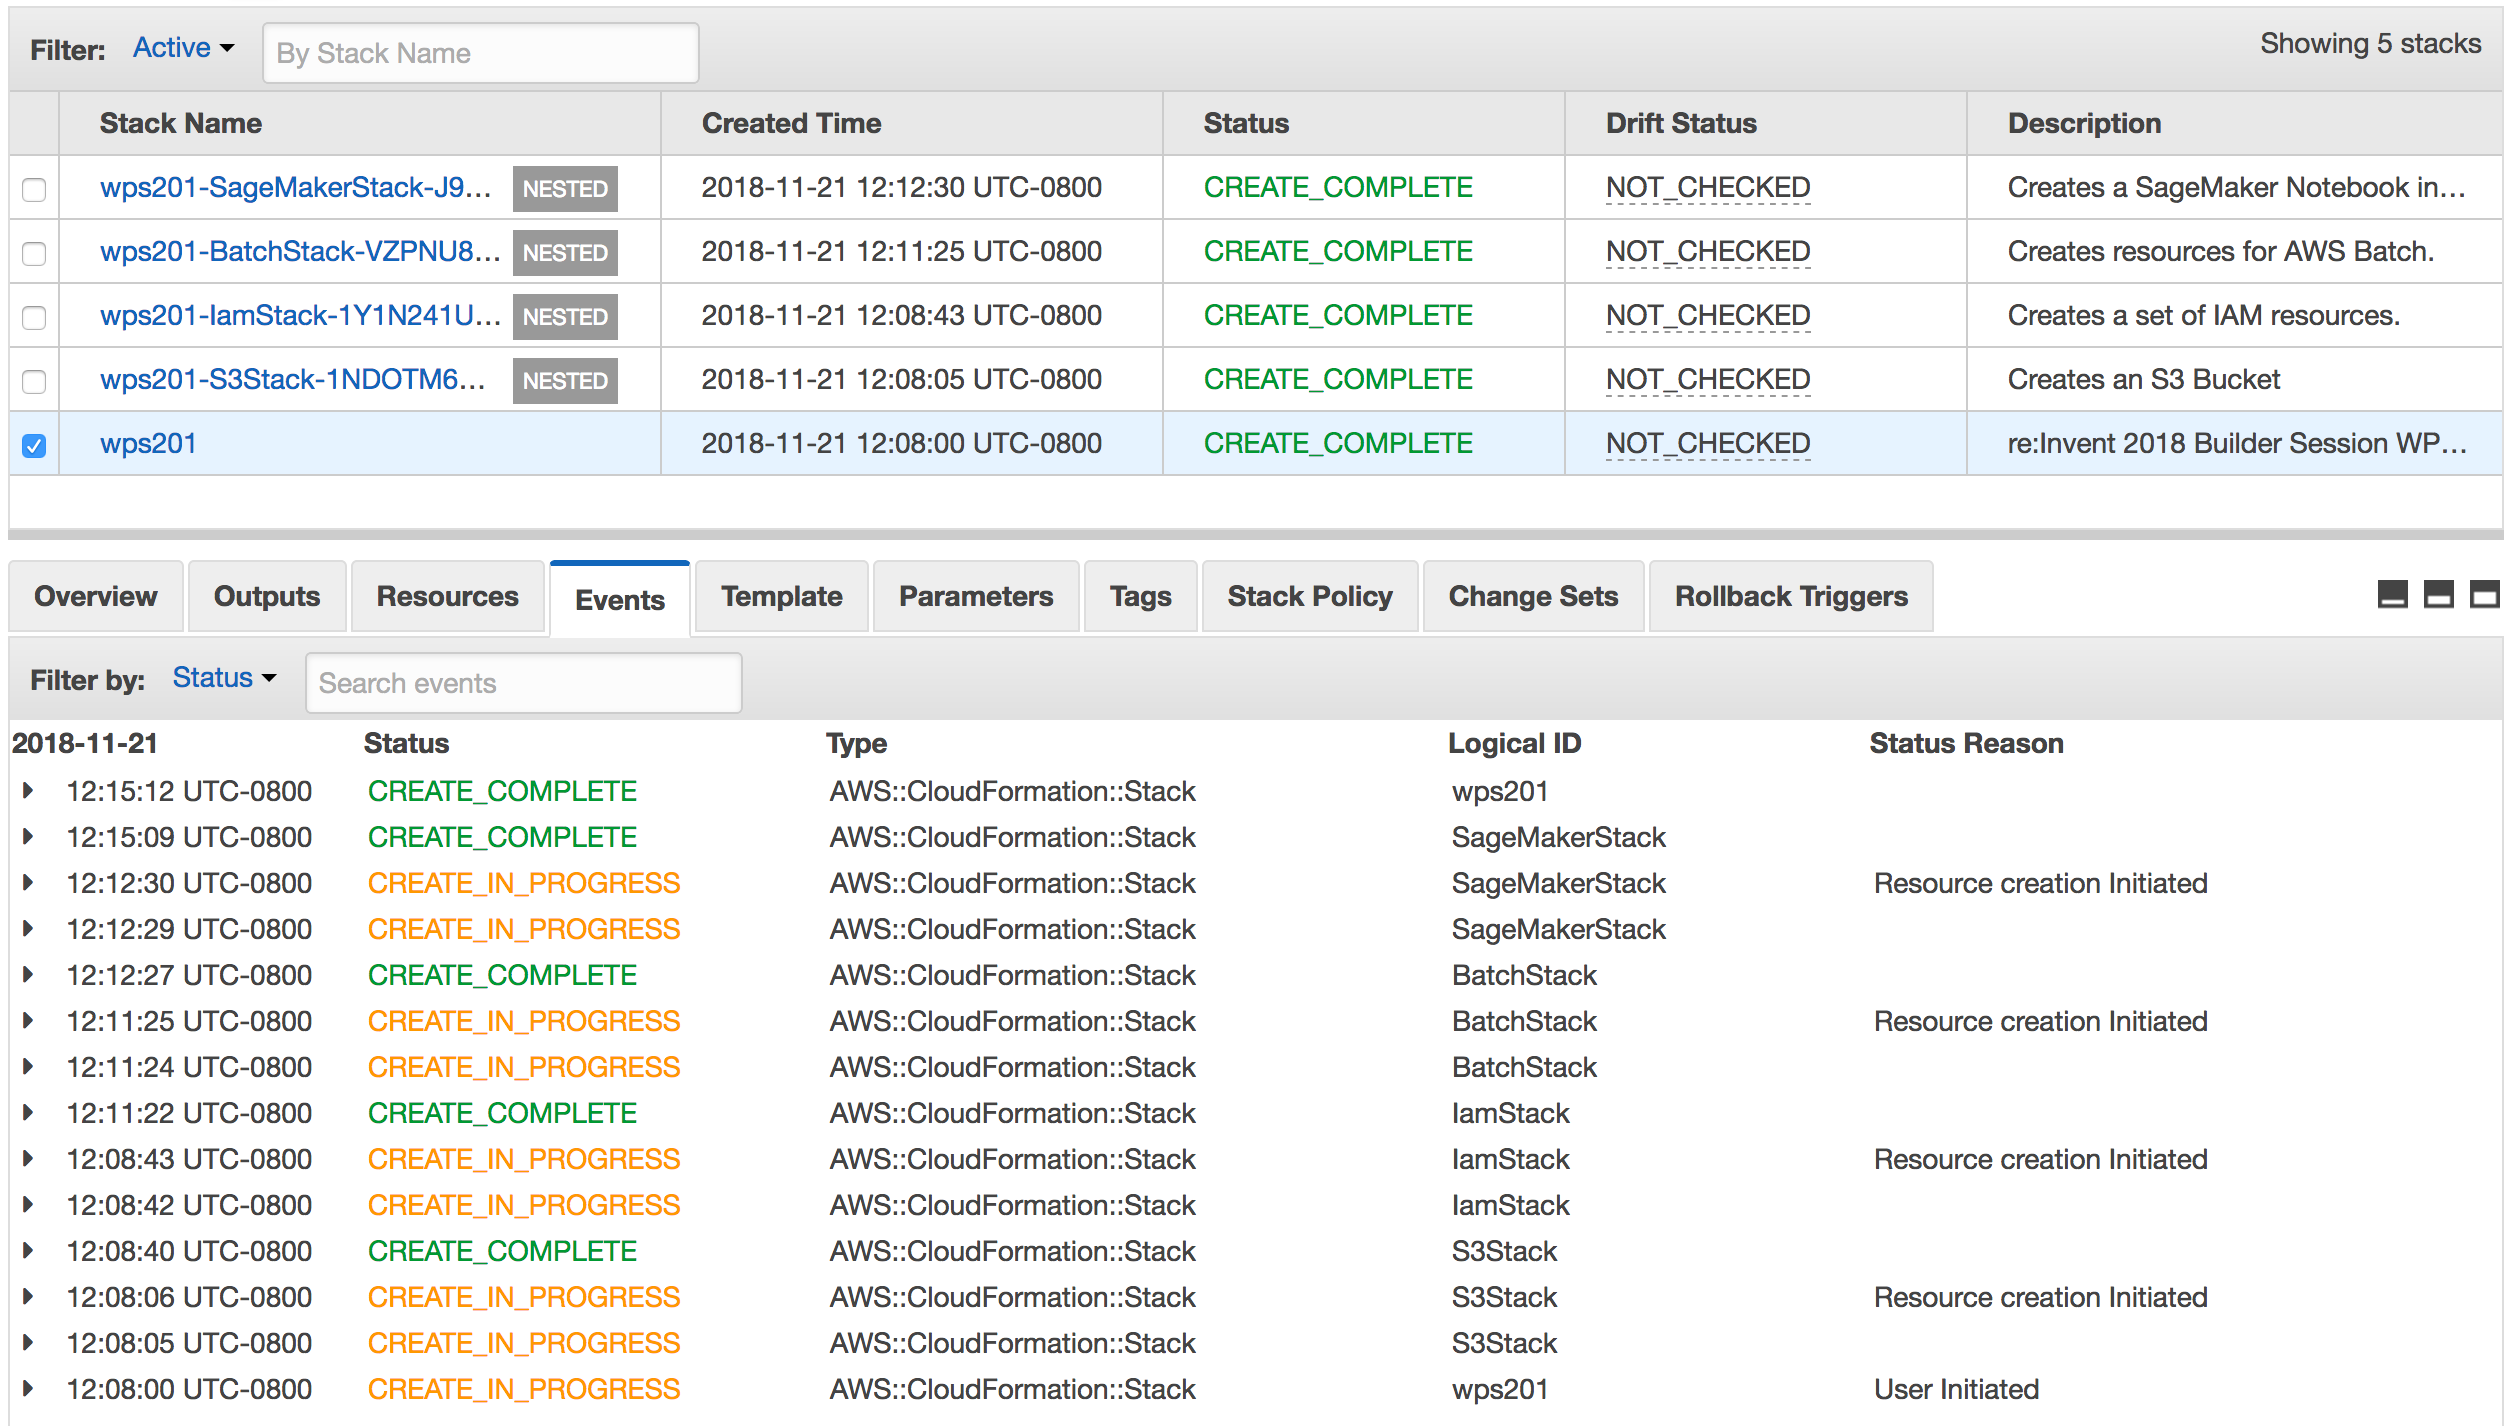 Filter: Active By Stack Name Showing 5 stacks
Stack Name Created Time Status Drift Status Description
wps201-SageMakerStack-J9... NESTED 2018-11-21 12:12:30 UTC-0800 CREATE_COMPLETE NOT_CHECKED Creates a SageMaker Notebook in...
wps201-BatchStack-VZPNU8... NESTED 2018-11-21 12:11:25 UTC-0800 CREATE_COMPLETE NOT_CHECKED Creates resources for AWS Batch.
wps201-IamStack-1Y1N241U... NESTED 2018-11-21 12:08:43 UTC-0800 CREATE_COMPLETE NOT_CHECKED Creates a set of IAM resources.
wps201-S3Stack-1NDOTM6... NESTED 2018-11-21 12:08:05 UTC-0800 CREATE_COMPLETE NOT_CHECKED Creates an S3 Bucket
wps201 2018-11-21 12:08:00 UTC-0800 CREATE_COMPLETE NOT_CHECKED re:Invent 2018 Builder Session WP...
Overview Outputs Resources Events Template Parameters Tags Stack Policy Change Sets Rollback Triggers
Filter by: Status Search events
2018-11-21 Status Type Logical ID Status Reason
12:15:12 UTC-0800 CREATE_COMPLETE AWS::CloudFormation::Stack wps201
12:15:09 UTC-0800 CREATE_COMPLETE AWS::CloudFormation::Stack SageMakerStack
12:12:30 UTC-0800 CREATE_IN_PROGRESS AWS::CloudFormation::Stack SageMakerStack Resource creation Initiated
12:12:29 UTC-0800 CREATE_IN_PROGRESS AWS::CloudFormation::Stack SageMakerStack
12:12:27 UTC-0800 CREATE_COMPLETE AWS::CloudFormation::Stack BatchStack
12:11:25 UTC-0800 CREATE_IN_PROGRESS AWS::CloudFormation::Stack BatchStack Resource creation Initiated
12:11:24 UTC-0800 CREATE_IN_PROGRESS AWS::CloudFormation::Stack BatchStack
12:11:22 UTC-0800 CREATE_COMPLETE AWS::CloudFormation::Stack IamStack
12:08:43 UTC-0800 CREATE_IN_PROGRESS AWS::CloudFormation::Stack IamStack Resource creation Initiated
12:08:42 UTC-0800 CREATE_IN_PROGRESS AWS::CloudFormation::Stack IamStack
12:08:40 UTC-0800 CREATE_COMPLETE AWS::CloudFormation::Stack S3Stack
12:08:06 UTC-0800 CREATE_IN_PROGRESS AWS::CloudFormation::Stack S3Stack Resource creation Initiated
12:08:05 UTC-0800 CREATE_IN_PROGRESS AWS::CloudFormation::Stack S3Stack
12:08:00 UTC-0800 CREATE_IN_PROGRESS AWS::CloudFormation::Stack wps201 User Initiated